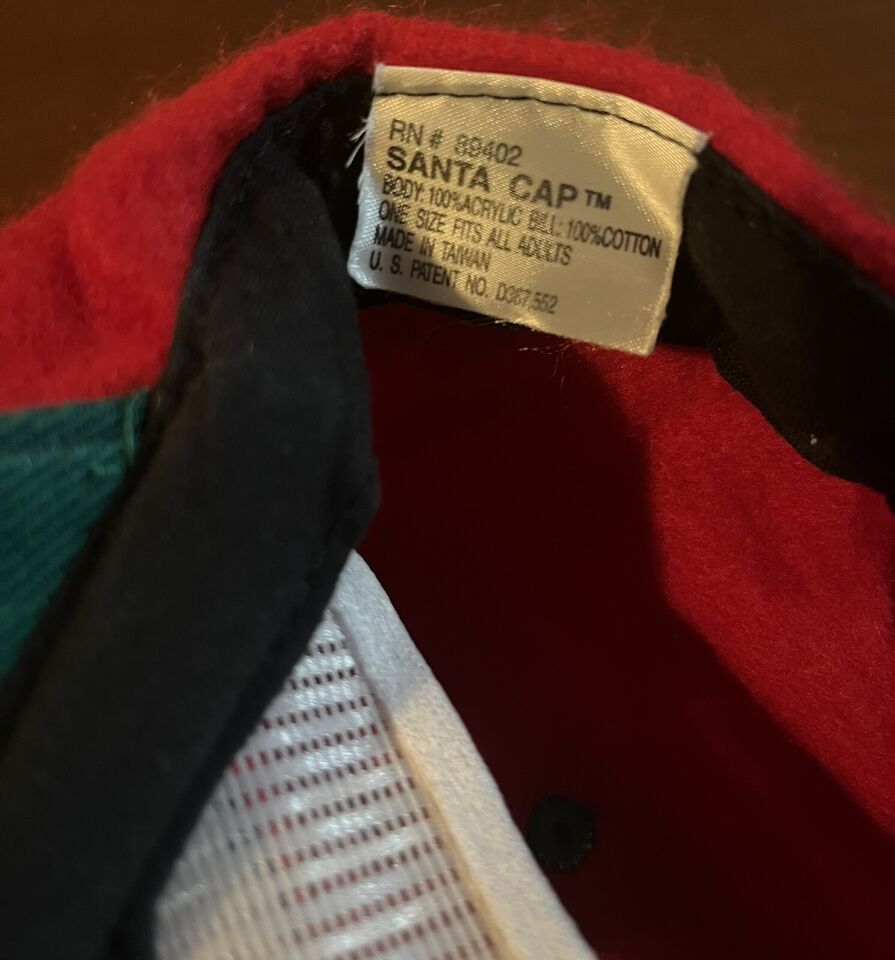 RN # 89402
SANTA CAP™
BODY: 100%ACRYLIC BILL: 100%COTTON
ONE SIZE FITS ALL ADULTS
MADE IN TAIWAN
U. S. PATENT NO. D367,552